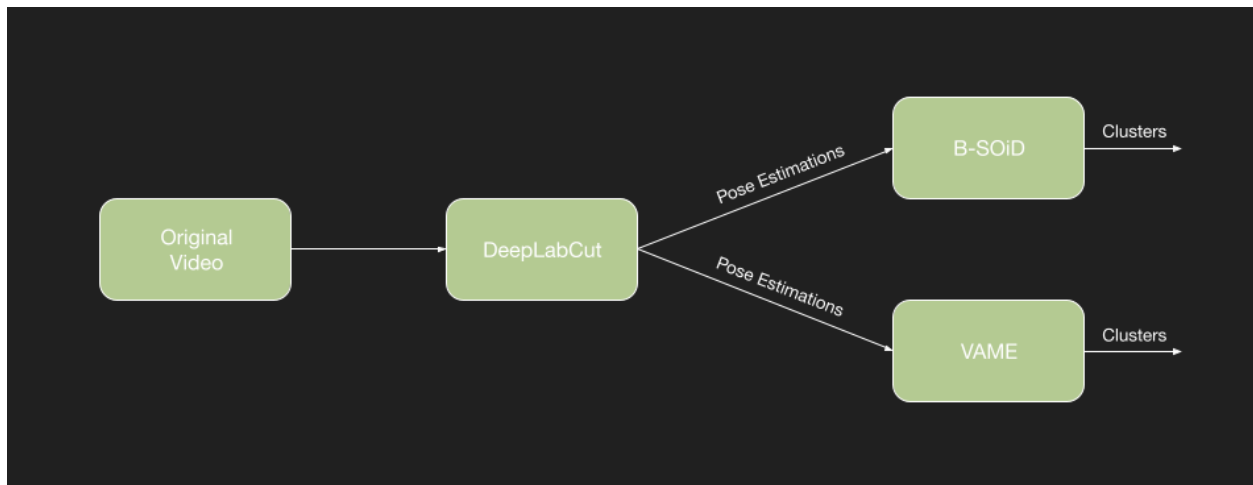 Original
Video
DeepLabCut
Pose Estimations
Pose Estimations
B-SOiD
Clusters
VAME
Clusters